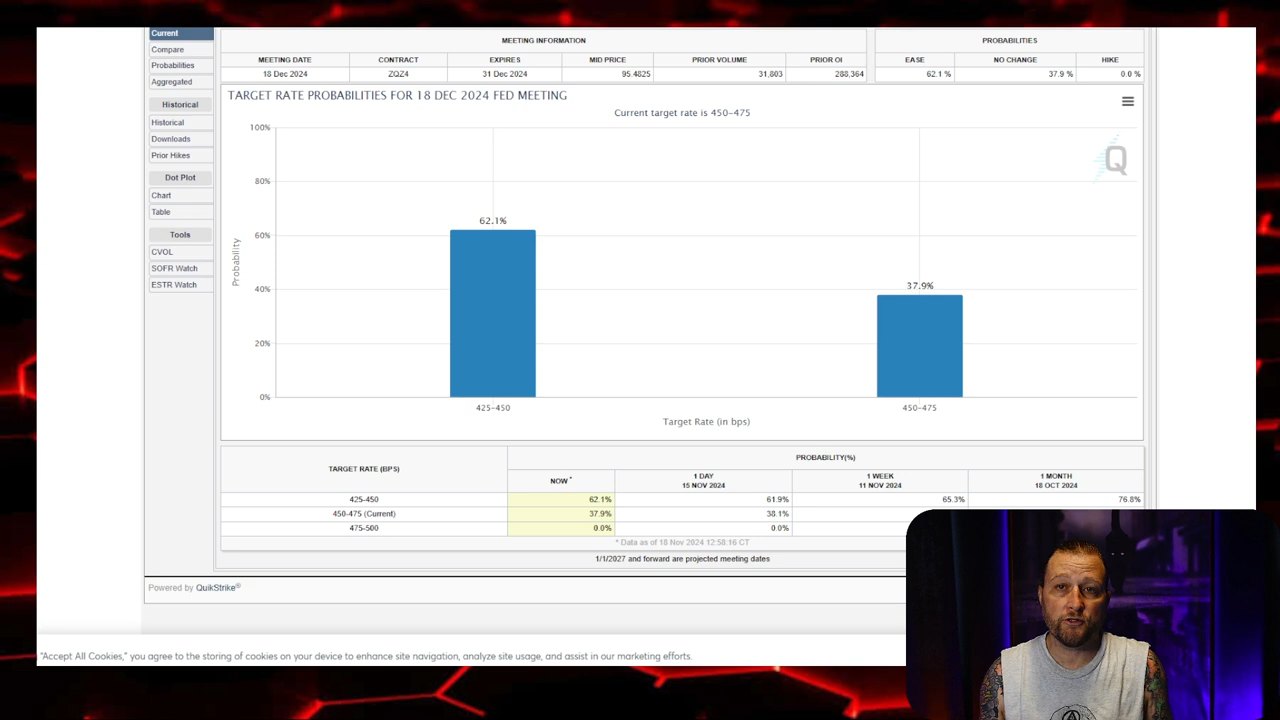 Current
Compare
Probabilities
Aggregated
Historical
Historical
Downloads
Prior Hikes
Dot Plot
Chart
Table
Tools
CVOL
SOFR Watch
ESTR Watch
MEETING INFORMATION
MEETING DATE CONTRACT EXPIRES MID PRICE PRIOR VOLUME PRIOR OI
18 Dec 2024 ZQZ4 31 Dec 2024 95.4825 31,803 288,364
PROBABILITIES
EASE NO CHANGE HIKE
62.1 % 37.9 % 0.0 %
TARGET RATE PROBABILITIES FOR 18 DEC 2024 FED MEETING
Current target rate is 450-475
Q
100%
80%
60%
40%
20%
0%
Probability
62.1%
37.9%
425-450
450-475
Target Rate (in bps)
TARGET RATE (BPS) PROBABILITY(%)
NOW * 1 DAY 15 NOV 2024 1 WEEK 11 NOV 2024 1 MONTH 18 OCT 2024
425-450 62.1% 61.9% 65.3% 76.8%
450-475 (Current) 37.9% 38.1%
475-500 0.0% 0.0%
* Data as of 18 Nov 2024 12:58:16 CT
1/1/2027 and forward are projected meeting dates
Powered by QuikStrike®
"Accept All Cookies," you agree to the storing of cookies on your device to enhance site navigation, analyze site usage, and assist in our marketing efforts.